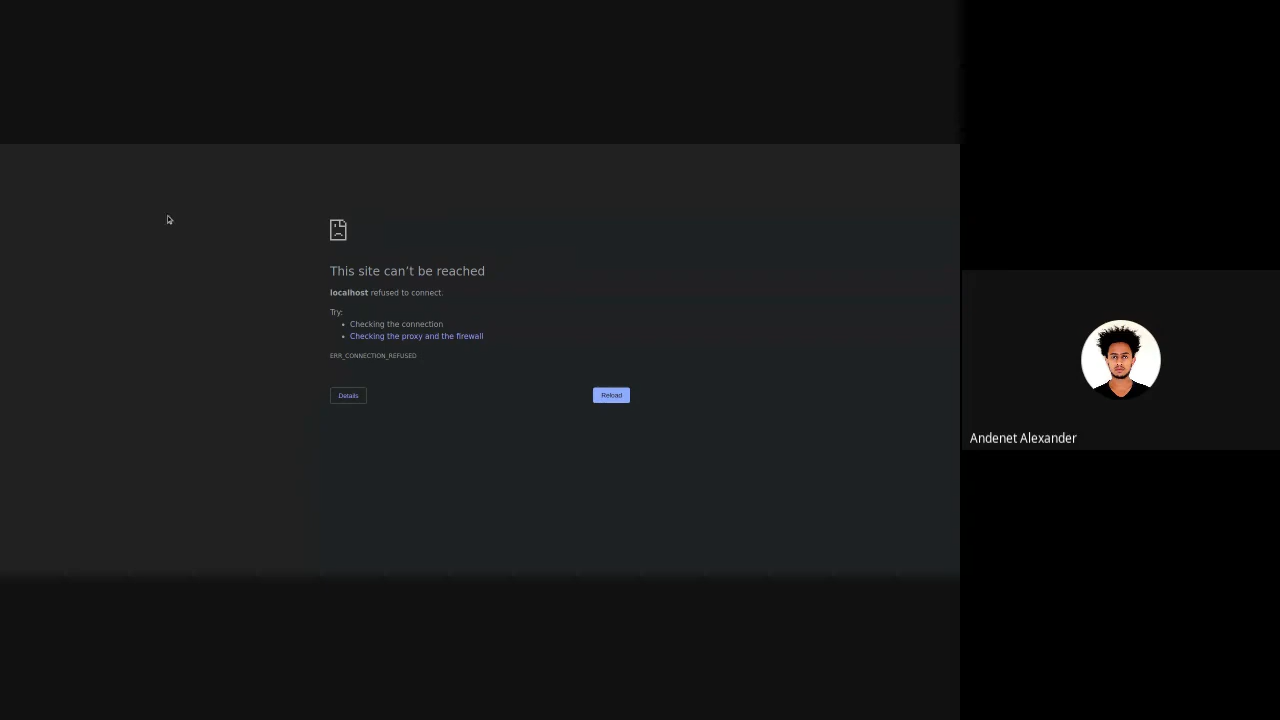 This site can’t be reached
localhost refused to connect.
Try:
• Checking the connection
• Checking the proxy and the firewall
ERR_CONNECTION_REFUSED
Details
Reload
Andenet Alexander